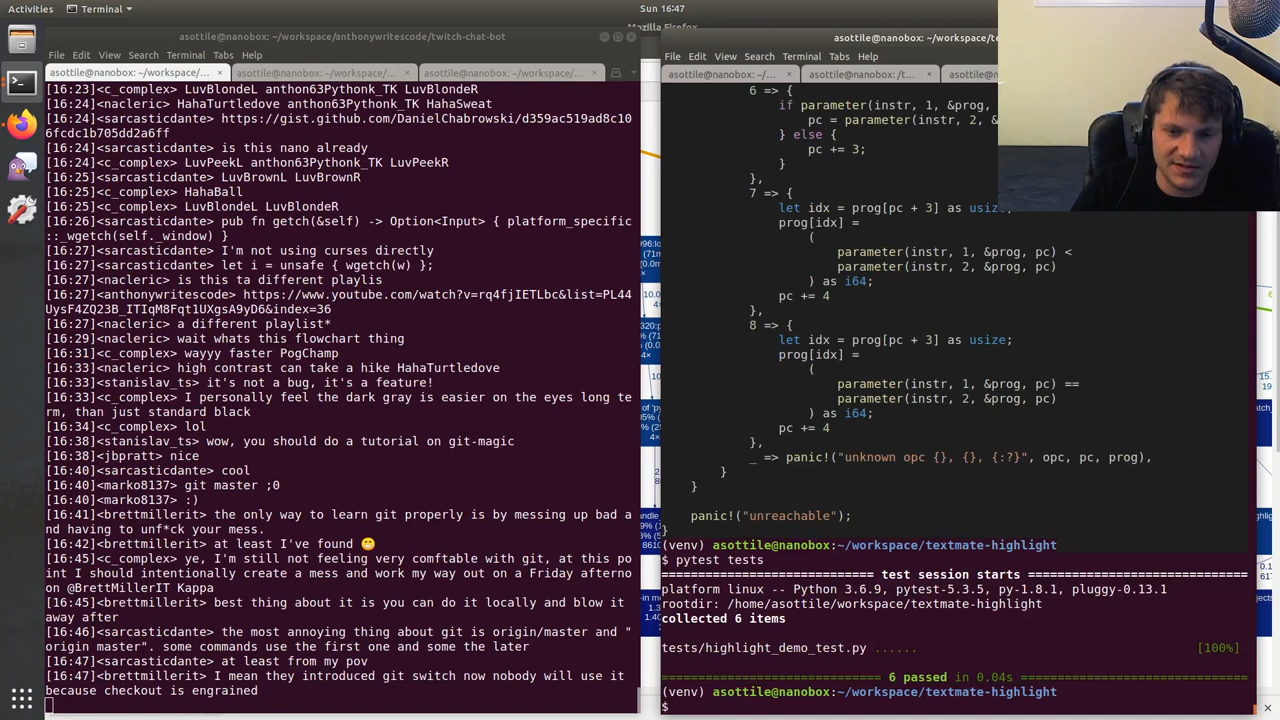 Activities
Terminal
Sun 16:47
Mozilla Firefox
asottile@nanobox: ~/workspace/anthonywritescode/twitch-chat-bot
File Edit View Search Terminal Tabs Help
asottile@nanobox: ~/workspace/... × asottile@nanobox: ~/workspace/... × asottile@nanobox: ~/workspace/... ×
[16:23]<c_complex> LuvBlondeL anthon63Pythonk_TK LuvBlondeR
[16:24]<nacleric> HahaTurtledove anthon63Pythonk_TK HahaSweat
[16:24]<sarcasticdante> https://gist.github.com/DanielChabrowski/d359ac519ad8c10
6fcdc1b705dd2a6ff
[16:24]<sarcasticdante> is this nano already
[16:24]<c_complex> LuvPeekL anthon63Pythonk_TK LuvPeekR
[16:25]<nacleric> LuvBrownL LuvBrownR
[16:25]<c_complex> HahaBall
[16:25]<c_complex> LuvBlondeL LuvBlondeR
[16:26]<sarcasticdante> pub fn getch(&self) -> Option<Input> { platform_specific
::_wgetch(self._window) }
[16:27]<sarcasticdante> I'm not using curses directly
[16:27]<sarcasticdante> let i = unsafe { wgetch(w) };
[16:27]<sarcasticdante> is this ta different playlis
[16:27]<anthonywritescode> https://www.youtube.com/watch?v=rq4fjIETLbc&list=PL44
UysF4ZQ23B_ITIqM8Fqt1UXgsA9yD6&index=36
[16:27]<nacleric> a different playlist*
[16:29]<nacleric> wait whats this flowchart thing
[16:31]<c_complex> wayyy faster PogChamp
[16:33]<nacleric> high contrast can take a hike HahaTurtledove
[16:33]<stanislav_ts> it's not a bug, it's a feature!
[16:33]<c_complex> I personally feel the dark gray is easier on the eyes long te
rm, than just standard black
[16:34]<c_complex> lol
[16:38]<stanislav_ts> wow, you should do a tutorial on git-magic
[16:38]<jbpratt> nice
[16:40]<sarcasticdante> cool
[16:40]<marko8137> git master ;0
[16:40]<marko8137> :)
[16:41]<brettmillerit> the only way to learn git properly is by messing up bad a
nd having to unf*ck your mess.
[16:42]<brettmillerit> at least I've found 😁
[16:45]<c_complex> ye, I'm still not feeling very comftable with git, at this po
int I should intentionally create a mess and work my way out on a Friday afterno
on @BrettMillerIT Kappa
[16:45]<brettmillerit> best thing about it is you can do it locally and blow it
away after
[16:46]<sarcasticdante> the most annoying thing about git is origin/master and "
origin master". some commands use the first one and some the later
[16:47]<sarcasticdante> at least from my pov
[16:47]<brettmillerit> I mean they introduced git switch now nobody will use it
because checkout is engrained
asottile@nanobox: ~/workspace/te
File Edit View Search Terminal Tabs Help
asottile@nanobox: ~/... × asottile@nanobox: /t... × asottile@na
6 => {
if parameter(instr, 1, &prog,
pc = parameter(instr, 2, &
} else {
pc += 3;
}
},
7 => {
let idx = prog[pc + 3] as usize;
prog[idx] =
(
parameter(instr, 1, &prog, pc) <
parameter(instr, 2, &prog, pc)
) as i64;
pc += 4
},
8 => {
let idx = prog[pc + 3] as usize;
prog[idx] =
(
parameter(instr, 1, &prog, pc) ==
parameter(instr, 2, &prog, pc)
) as i64;
pc += 4
},
_ => panic!("unknown opc {}, {}, {:?}", opc, pc, prog),
}
}
panic!("unreachable");
}
(venv) asottile@nanobox:~/workspace/textmate-highlight
$ pytest tests
============================ test session starts =============================
platform linux -- Python 3.6.9, pytest-5.3.5, py-1.8.1, pluggy-0.13.1
rootdir: /home/asottile/workspace/textmate-highlight
collected 6 items
tests/highlight_demo_test.py ...... [100%]
============================== 6 passed in 0.04s ===============================
(venv) asottile@nanobox:~/workspace/textmate-highlight
$